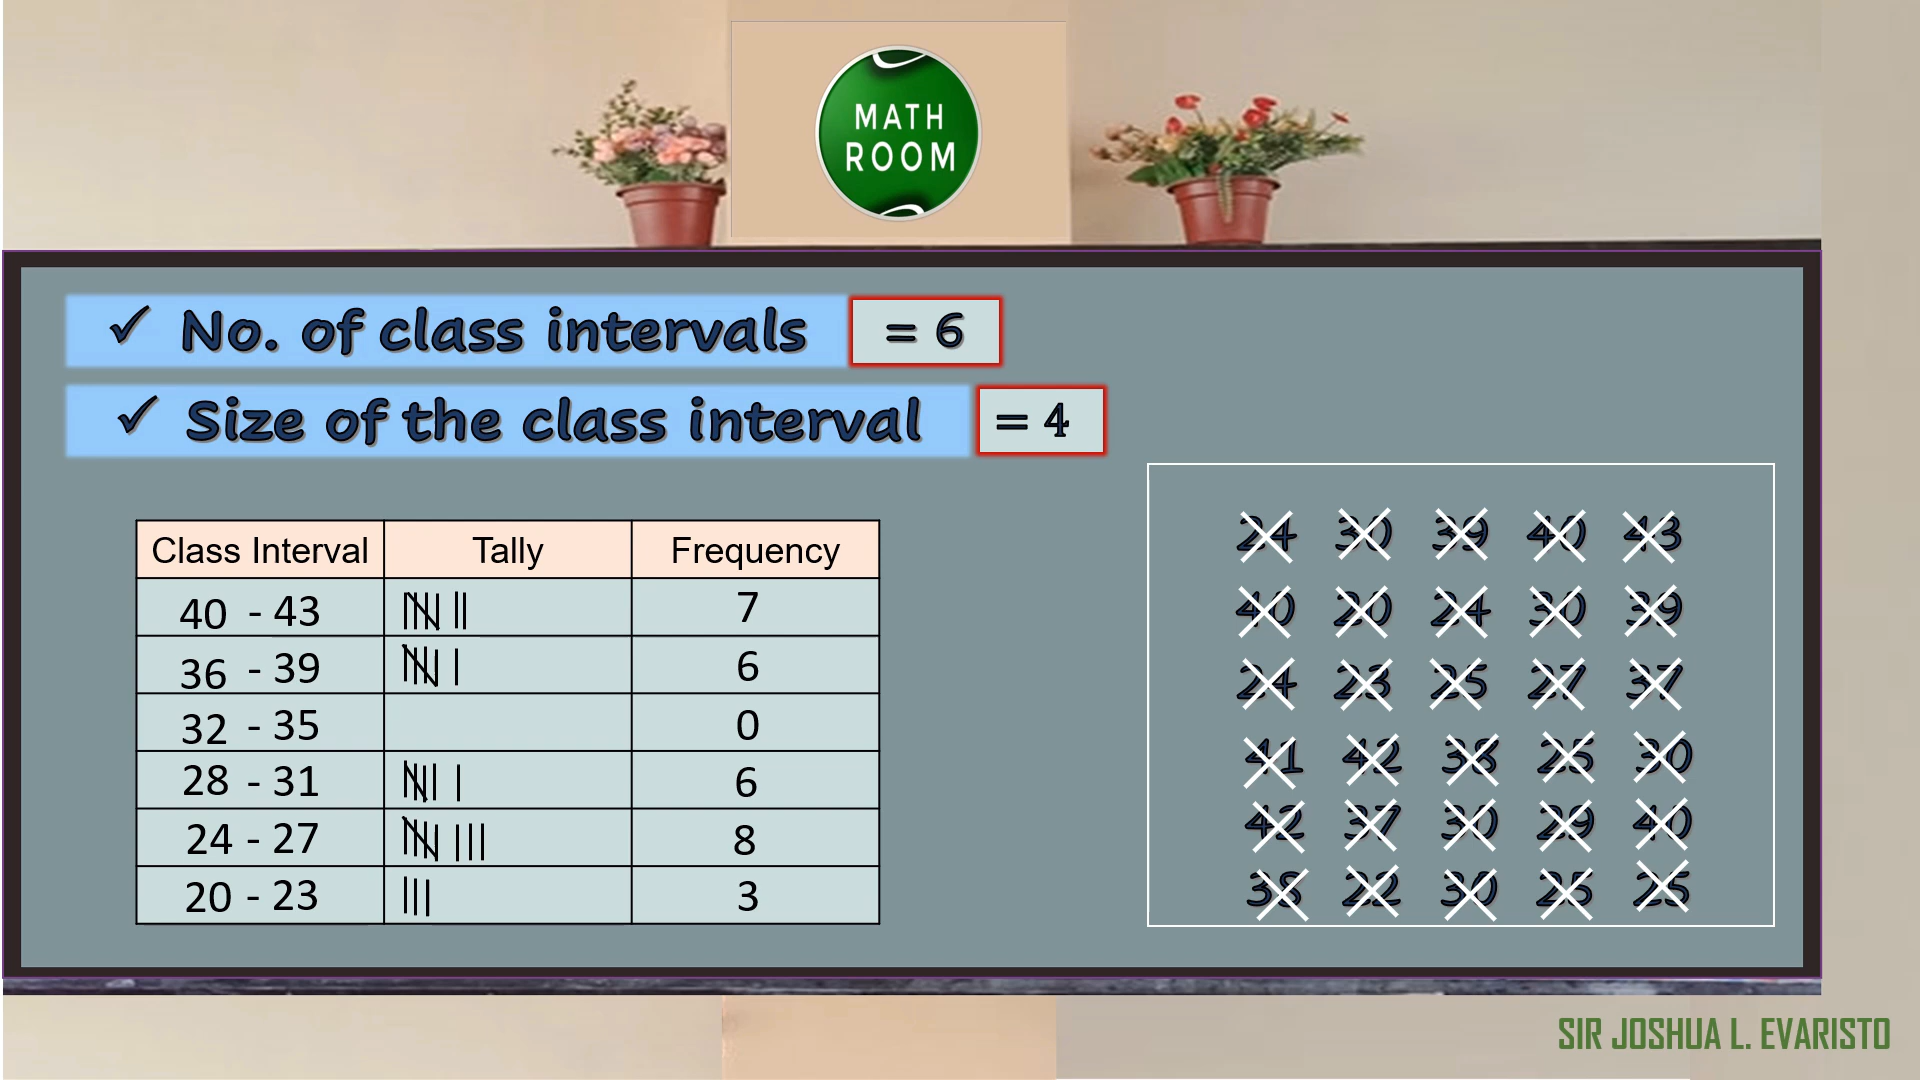 MATH
ROOM
✓ No. of class intervals = 6
✓ Size of the class interval = 4
Class Interval Tally Frequency
40 - 43 7
36 - 39 6
32 - 35 0
28 - 31 6
24 - 27 8
20 - 23 3
24 30 39 40 43
40 20 24 30 39
24 23 25 27 37
41 42 38 25 30
42 37 30 29 40
38 22 30 25 25
SIR JOSHUA L. EVARISTO